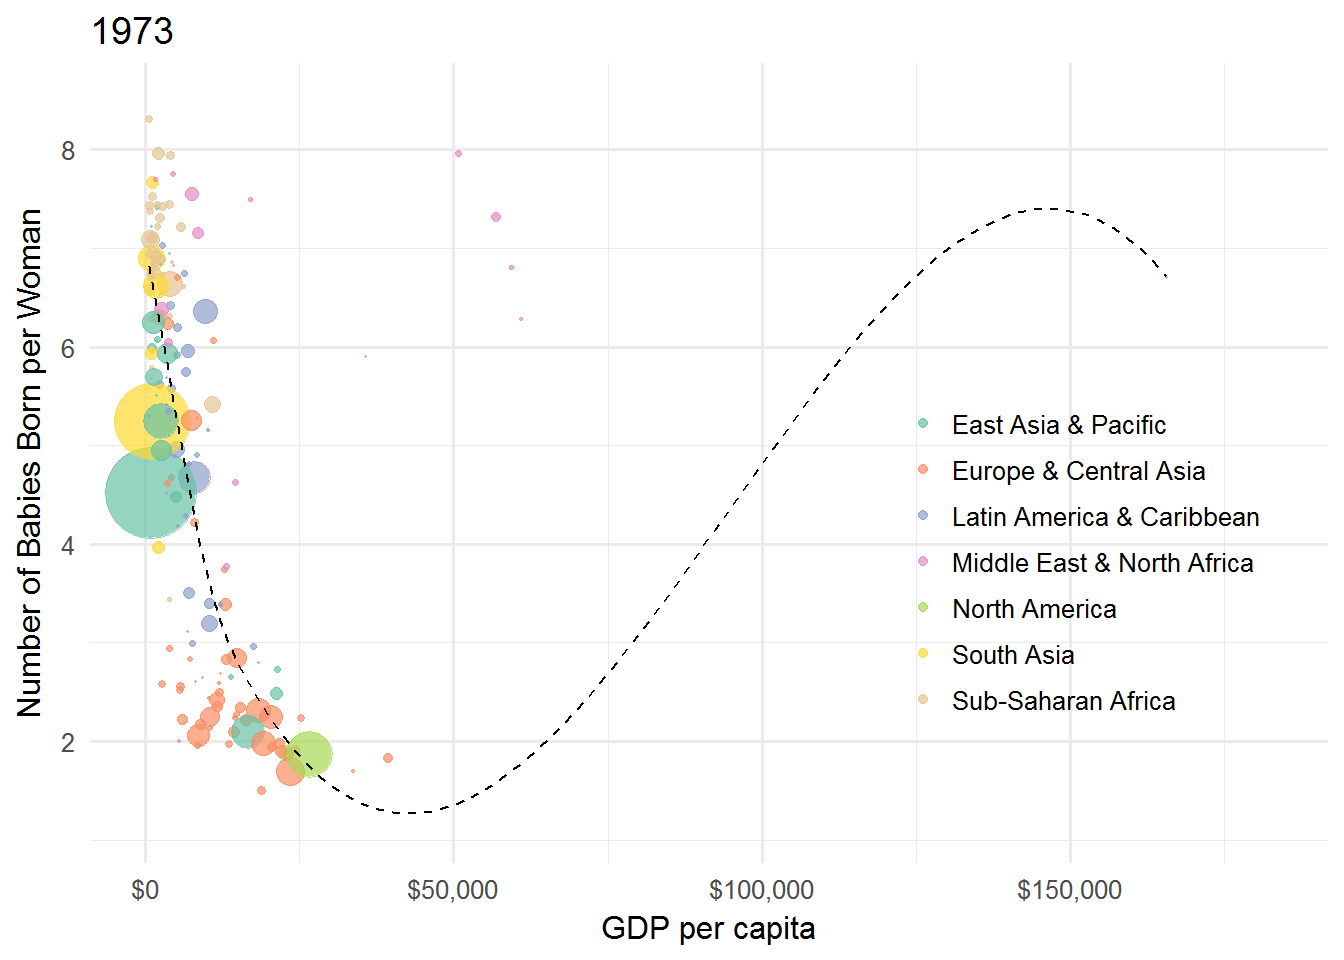 1973
Number of Babies Born per Woman
8
6
4
2
East Asia & Pacific
Europe & Central Asia
Latin America & Caribbean
Middle East & North Africa
North America
South Asia
Sub-Saharan Africa
$0
$50,000
$100,000
$150,000
GDP per capita